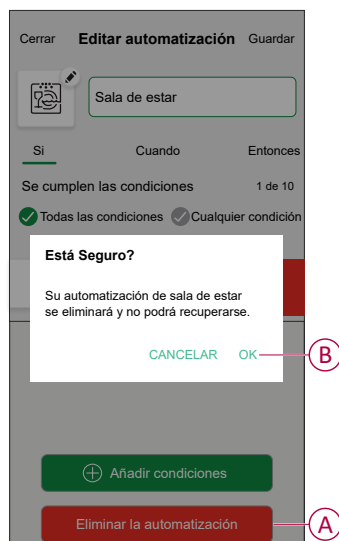 Cerrar Editar automatización Guardar
Sala de estar
Si Cuando Entonces
Se cumplen las condiciones 1 de 10
Todas las condiciones Cualquier condición
Está Seguro?
Su automatización de sala de estar
se eliminará y no podrá recuperarse.
CANCELAR OK
B
Añadir condiciones
Eliminar la automatización
A